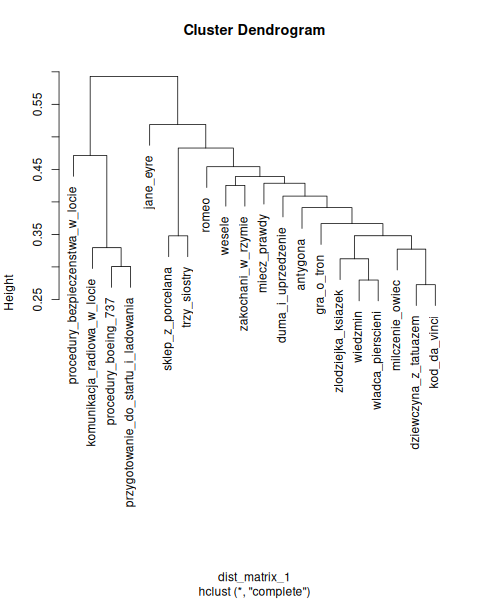 Cluster Dendrogram
Height
0.55
0.45
0.35
0.25
procedury_bezpieczenstwa_w_locie
komunikacja_radiowa_w_locie
procedury_boeing_737
przygotowanie_do_startu_i_ladowania
jane_eyre
sklep_z_porcelana
trzy_siostry
romeo
wesele
zakochani_w_rzymie
miecz_prawdy
duma_i_uprzedzenie
antygona
gra_o_tron
zlodziejka_ksiazek
wiedzmin
wladca_pierscieni
milczenie_owiec
dziewczyna_z_tatuazem
kod_da_vinci
dist_matrix_1
hclust (*, "complete")